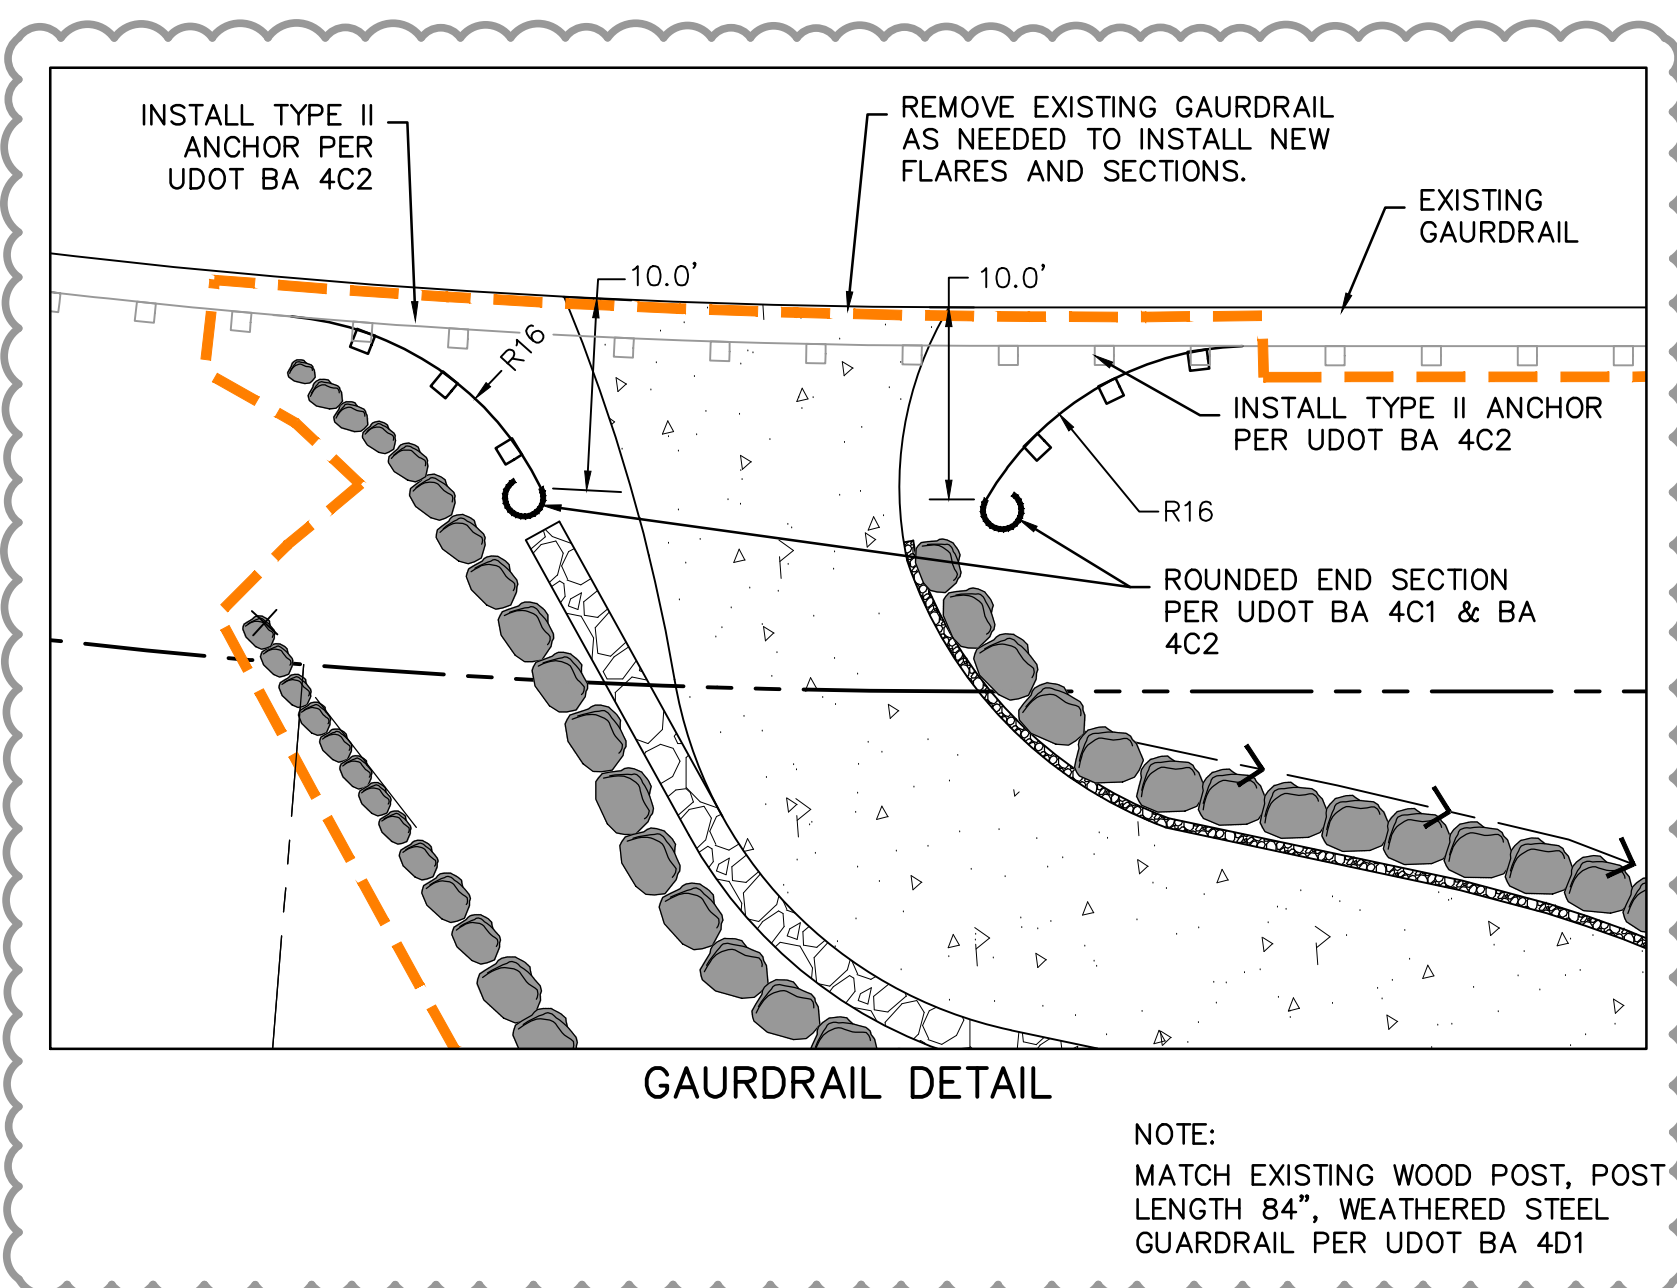 INSTALL TYPE II
ANCHOR PER
UDOT BA 4C2
REMOVE EXISTING GAURDRAIL
AS NEEDED TO INSTALL NEW
FLARES AND SECTIONS.
EXISTING
GAURDRAIL
10.0'
10.0'
R16
INSTALL TYPE II ANCHOR
PER UDOT BA 4C2
R16
ROUNDED END SECTION
PER UDOT BA 4C1 & BA
4C2
GAURDRAIL DETAIL
NOTE:
MATCH EXISTING WOOD POST, POST
LENGTH 84", WEATHERED STEEL
GUARDRAIL PER UDOT BA 4D1